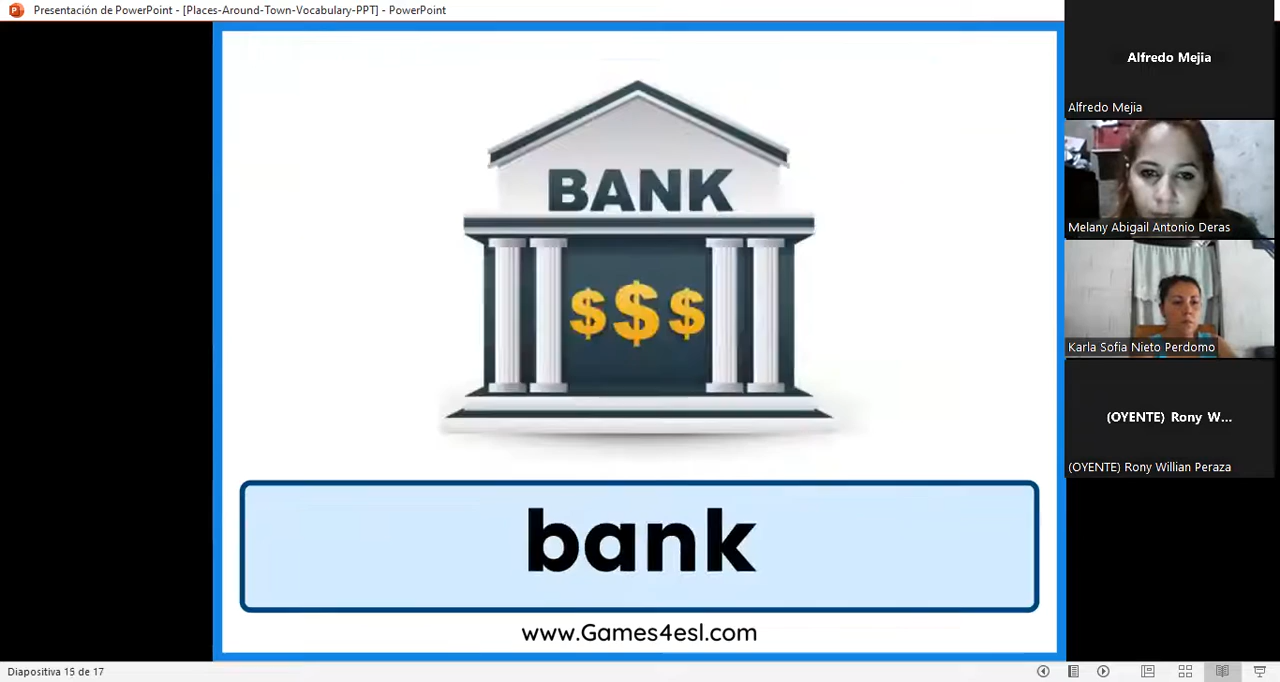 Presentación de PowerPoint - [Places-Around-Town-Vocabulary-PPT] - PowerPoint
BANK
$$$
bank
www.Games4esl.com
Alfredo Mejia
Alfredo Mejia
Melany Abigail Antonio Deras
Karla Sofia Nieto Perdomo
(OYENTE) Rony W...
(OYENTE) Rony Willian Peraza
Diapositiva 15 de 17